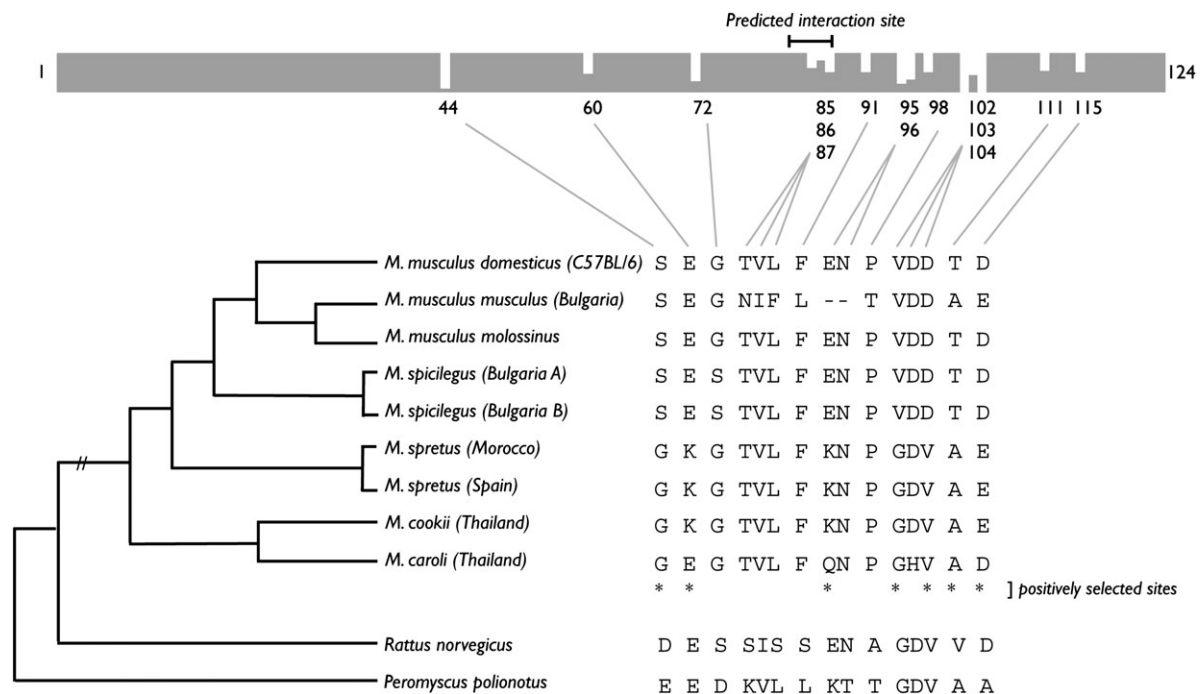 Predicted interaction site
1 124
44 60 72 85 91 95 98 102 111 115
86 96 103
87 104
M. musculus domesticus (C57BL/6) S E G TVL F EN P VDD T D
M. musculus musculus (Bulgaria) S E G NIF L -- T VDD A E
M. musculus molossinus S E G TVL F EN P VDD T D
M. spicilegus (Bulgaria A) S E S TVL F EN P VDD T D
M. spicilegus (Bulgaria B) S E S TVL F EN P VDD T D
M. spretus (Morocco) G K G TVL F KN P GDV A E
M. spretus (Spain) G K G TVL F KN P GDV A E
M. cookii (Thailand) G K G TVL F KN P GDV A E
M. caroli (Thailand) G E G TVL F QN P GHV A D
* * * * * * * ] positively selected sites
Rattus norvegicus D E S SIS S EN A GDV V D
Peromyscus polionotus E E D KVL L KT T GDV A A